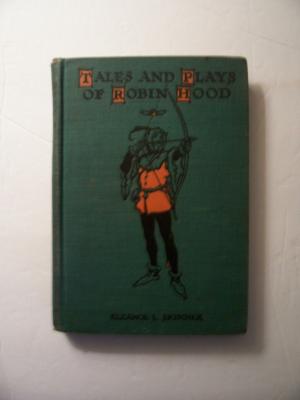 TALES AND PLAYS
OF ROBIN HOOD
ELEANOR L. SKINNER